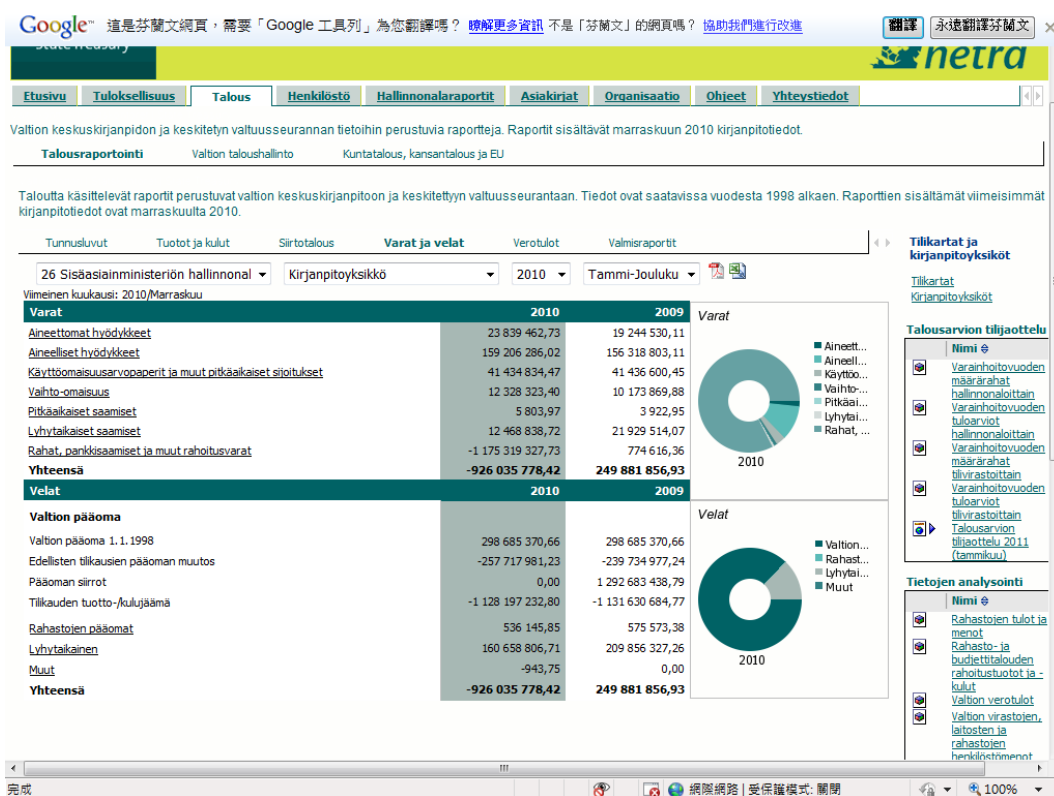 Google™ 這是芬蘭文網頁，需要「Google 工具列」為您翻譯嗎？ 瞭解更多資訊 不是「芬蘭文」的網頁嗎？ 協助我們進行改進 翻譯 永遠翻譯芬蘭文
State Treasury
netra
Etusivu Tuloksellisuus Talous Henkilöstö Hallinnonalaraportit Asiakirjat Organisaatio Ohjeet Yhteystiedot
Valtion keskuskirjanpidon ja keskitetyn valtuusseurannan tietoihin perustuvia raportteja. Raportit sisältävät marraskuun 2010 kirjanpitotiedot.
Talousraportointi Valtion taloushallinto Kuntatalous, kansantalous ja EU
Taloutta käsittelevät raportit perustuvat valtion keskuskirjanpitoon ja keskitettyyn valtuusseurantaan. Tiedot ovat saatavissa vuodesta 1998 alkaen. Raporttien sisältämät viimeisimmät
kirjanpitotiedot ovat marraskuulta 2010.
Tunnusluvut Tuotot ja kulut Siirtotalous Varat ja velat Verotulot Valmisraportit
26 Sisäasiainministeriön hallinnonal Kirjanpitoyksikkö 2010 Tammi-Jouluku
Viimeinen kuukausi: 2010/Marraskuu
Varat 2010 2009
Aineettomat hyödykkeet 23 839 462,73 19 244 530,11
Aineelliset hyödykkeet 159 206 286,02 156 318 803,11
Käyttöomaisuusarvopaperit ja muut pitkäaikaiset sijoitukset 41 434 834,47 41 436 600,45
Vaihto-omaisuus 12 328 323,40 10 173 869,88
Pitkäaikaiset saamiset 5 803,97 3 922,95
Lyhytaikaiset saamiset 12 468 838,72 21 929 514,07
Rahat, pankkisaamiset ja muut rahoitusvarat -1 175 319 327,73 774 616,36
Yhteensä -926 035 778,42 249 881 856,93
Varat
Aineett...
Aineell...
Käyttöo...
Vaihto-...
Pitkäai...
Lyhytai...
Rahat, ...
2010
Velat 2010 2009
Valtion pääoma
Valtion pääoma 1.1.1998 298 685 370,66 298 685 370,66
Edellisten tilikausien pääoman muutos -257 717 981,23 -239 734 977,24
Pääoman siirrot 0,00 1 292 683 438,79
Tilikauden tuotto-/kulujäämä -1 128 197 232,80 -1 131 630 684,77
Rahastojen pääomat 536 145,85 575 573,38
Lyhytaikainen 160 658 806,71 209 856 327,26
Muut -943,75 0,00
Yhteensä -926 035 778,42 249 881 856,93
Velat
Valtion...
Rahast...
Lyhytai...
Muut
2010
Tilikartat ja
kirjanpitoyksiköt
Tilikartat
Kirjanpitoyksiköt
Talousarvion tilijaottelu
Nimi
Varainhoitovuoden
määrärahat
hallinnonaloittain
Varainhoitovuoden
tuloarviot
hallinnonaloittain
Varainhoitovuoden
määrärahat
tilivirastoittain
Varainhoitovuoden
tuloarviot
tilivirastoittain
Talousarvion
tilijaottelu 2011
(tammikuu)
Tietojen analysointi
Nimi
Rahastojen tulot ja
menot
Rahasto- ja
budjettitalouden
rahoitustuotot ja -
kulut
Valtion verotulot
Valtion virastojen,
laitosten ja
rahastojen
henkilöstömenot
完成 網際網路 | 受保護模式: 關閉 100%